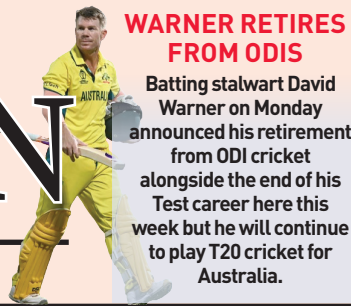 WARNER RETIRES
FROM ODIS
Batting stalwart David
Warner on Monday
announced his retirement
from ODI cricket
alongside the end of his
Test career here this
week but he will continue
to play T20 cricket for
Australia.
N
AUSTRALIA